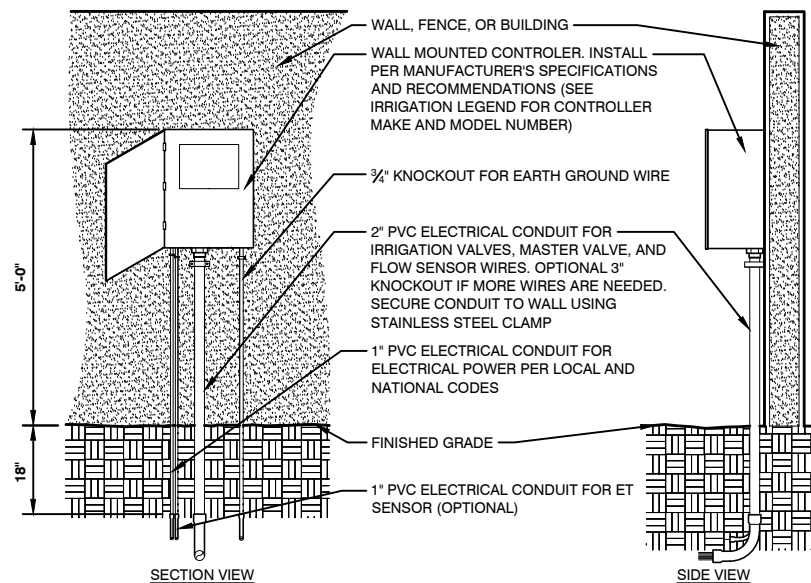 WALL, FENCE, OR BUILDING
WALL MOUNTED CONTROLER. INSTALL
PER MANUFACTURER'S SPECIFICATIONS
AND RECOMMENDATIONS (SEE
IRRIGATION LEGEND FOR CONTROLLER
MAKE AND MODEL NUMBER)
¾" KNOCKOUT FOR EARTH GROUND WIRE
2" PVC ELECTRICAL CONDUIT FOR
IRRIGATION VALVES, MASTER VALVE, AND
FLOW SENSOR WIRES. OPTIONAL 3"
KNOCKOUT IF MORE WIRES ARE NEEDED.
SECURE CONDUIT TO WALL USING
STAINLESS STEEL CLAMP
1" PVC ELECTRICAL CONDUIT FOR
ELECTRICAL POWER PER LOCAL AND
NATIONAL CODES
FINISHED GRADE
1" PVC ELECTRICAL CONDUIT FOR ET
SENSOR (OPTIONAL)
5'-0"
18"
SECTION VIEW
SIDE VIEW